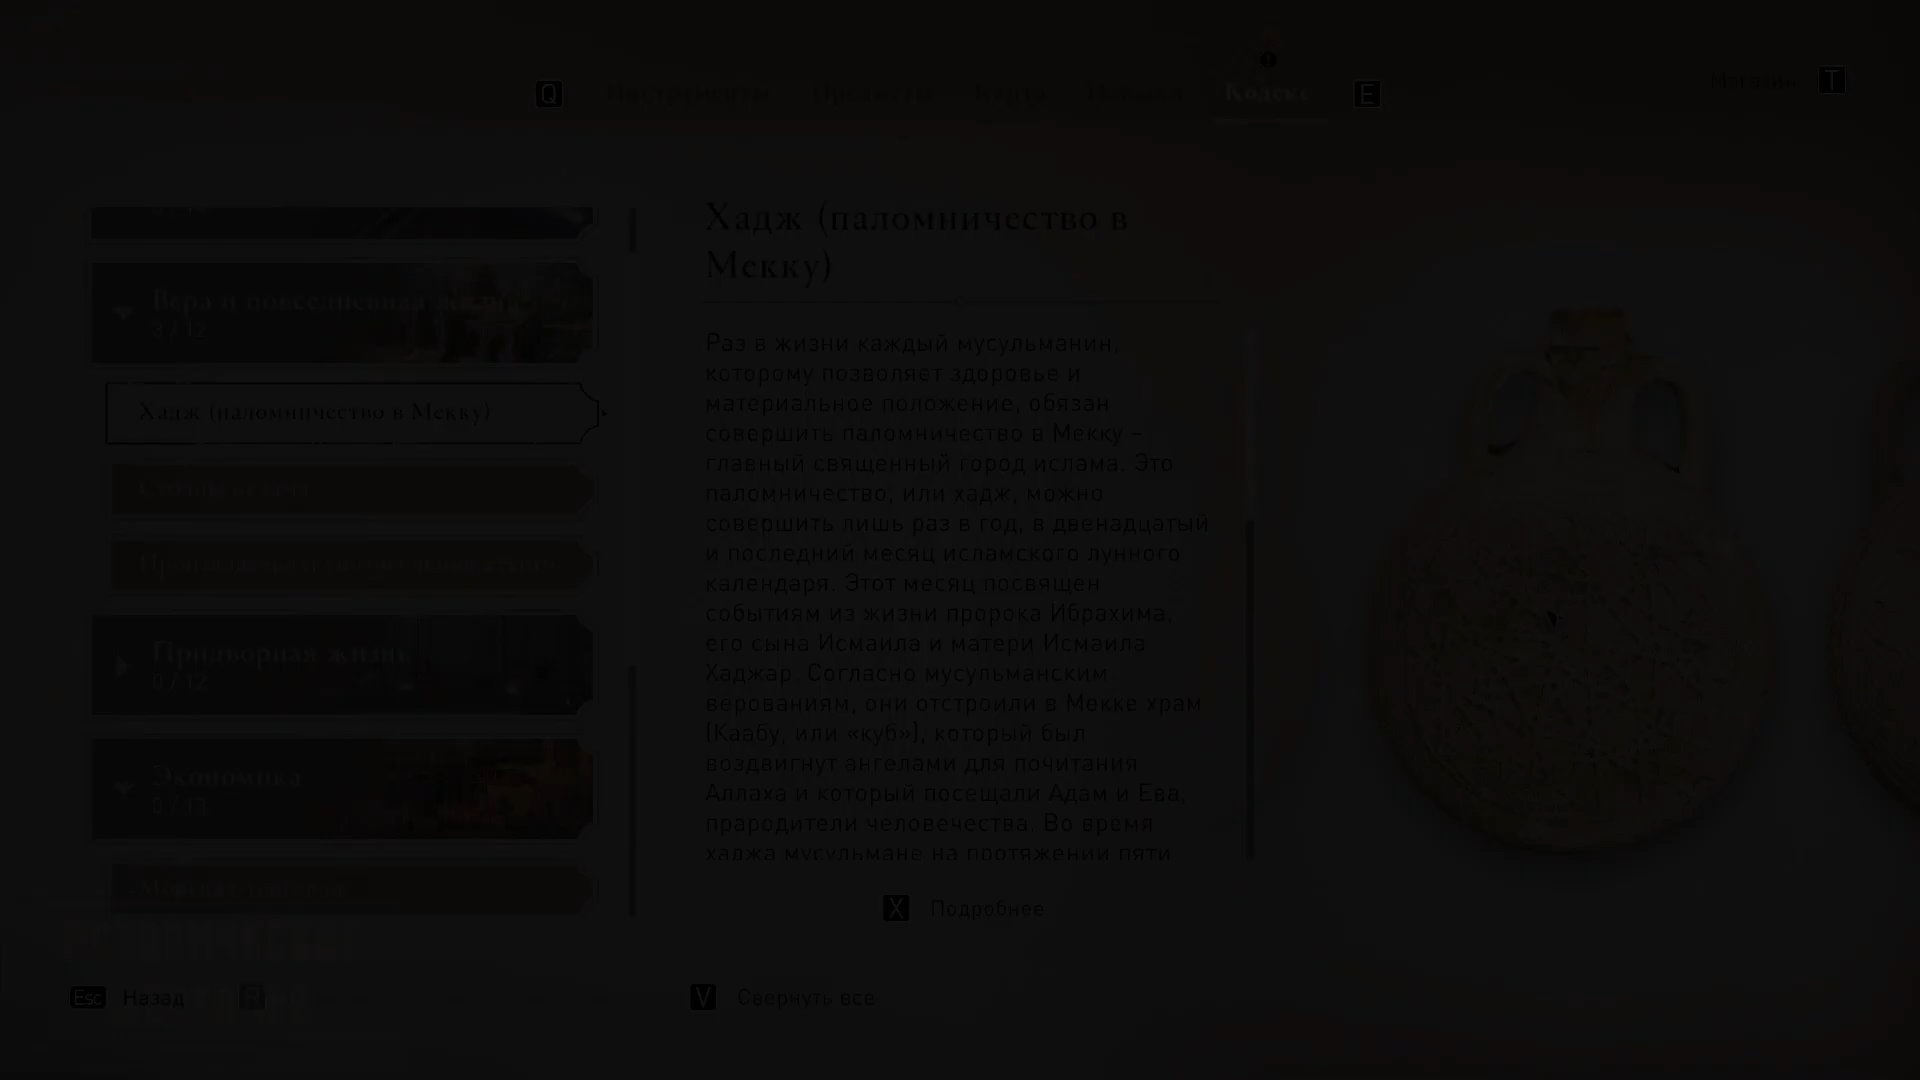 Q
Инструменты
Предметы
Карта
Навыки
Кодекс
E
Магазин
T
Вера и повседневная жизнь
3 / 12
Хадж (паломничество в Мекку)
Придворная жизнь
0 / 12
Экономика
3 / 11
Хадж (паломничество в
Мекку)
Раз в жизни каждый мусульманин,
которому позволяет здоровье и
материальное положение, обязан
совершить паломничество в Мекку –
главный священный город ислама. Это
паломничество, или хадж, можно
совершить лишь раз в год, в двенадцатый
и последний месяц исламского лунного
календаря. Этот месяц посвящен
событиям из жизни пророка Ибрахима,
его сына Исмаила и матери Исмаила
Хаджар. Согласно мусульманским
верованиям, они отстроили в Мекке храм
(Каабу, или «куб»), который был
воздвигнут ангелами для почитания
Аллаха и который посещали Адам и Ева,
прародители человечества. Во время
хаджа мусульмане на протяжении пяти
X
Подробнее
Esc
Назад
V
Свернуть все